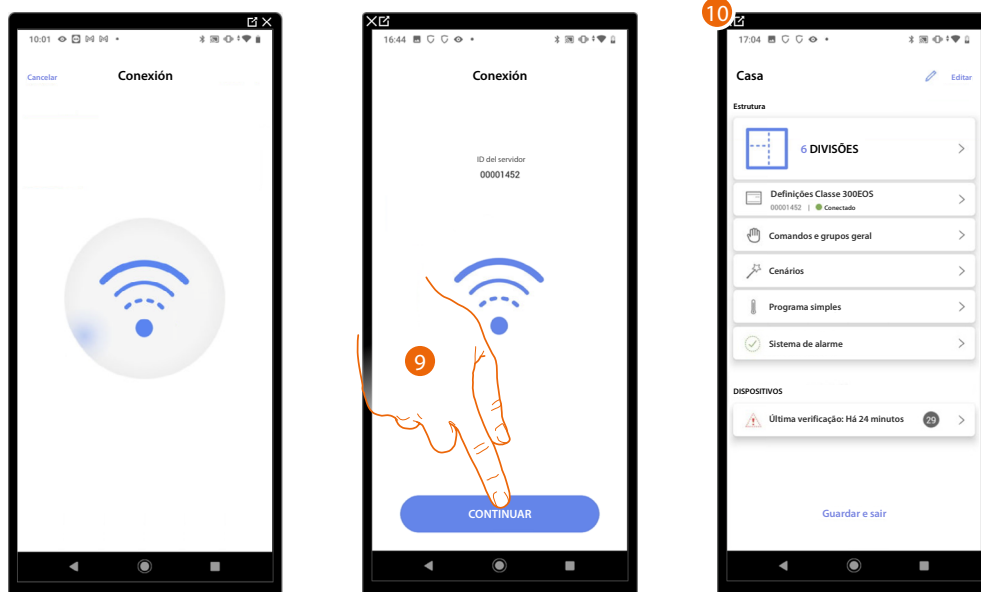 10:01
Cancelar
Conexión
16:44
Conexión
ID del servidor
00001452
9
CONTINUAR
10
17:04
Casa
Editar
Estrutura
6 DIVISÕES
Definições Classe 300EOS
00001452 | Conectado
Comandos e grupos geral
Cenários
Programa simples
Sistema de alarme
DISPOSITIVOS
Última verificação: Há 24 minutos 29
Guardar e sair